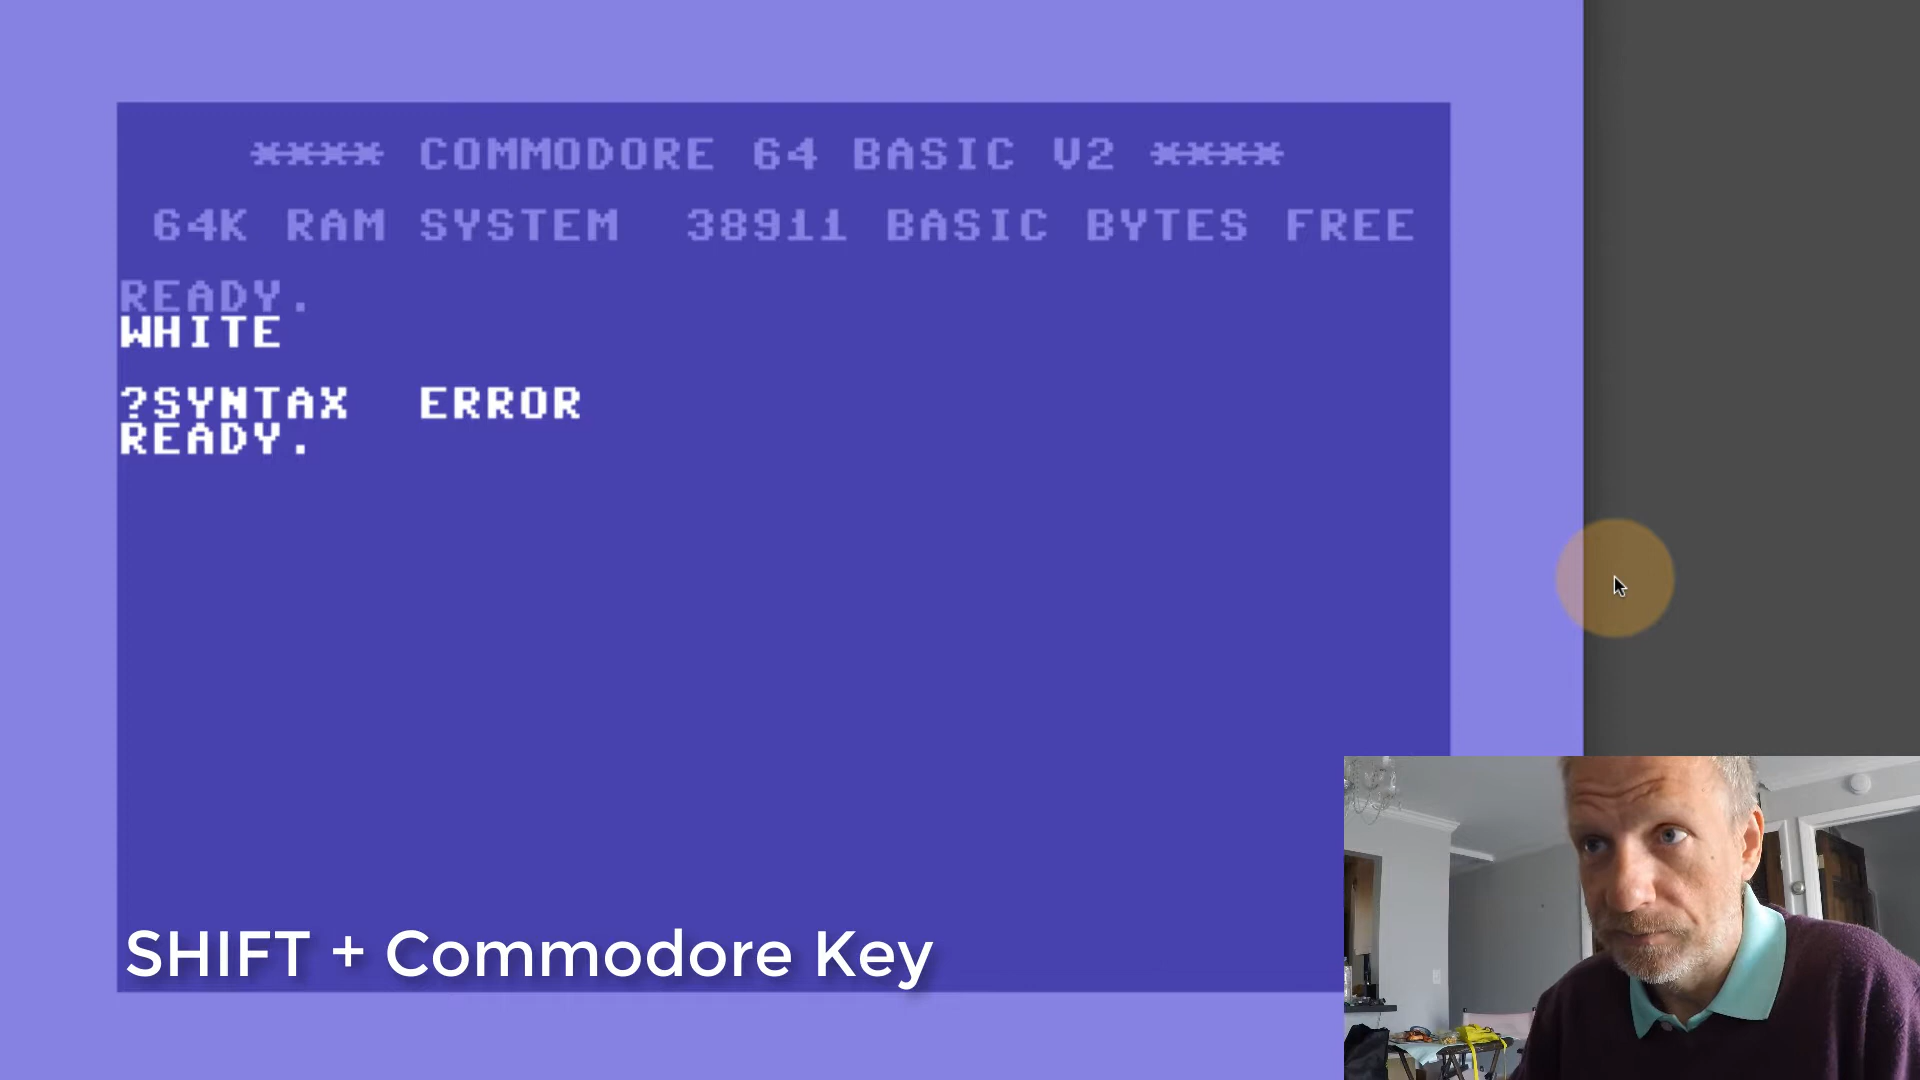 **** COMMODORE 64 BASIC V2 ****
64K RAM SYSTEM  38911 BASIC BYTES FREE
READY.
WHITE
?SYNTAX  ERROR
READY.
SHIFT + Commodore Key